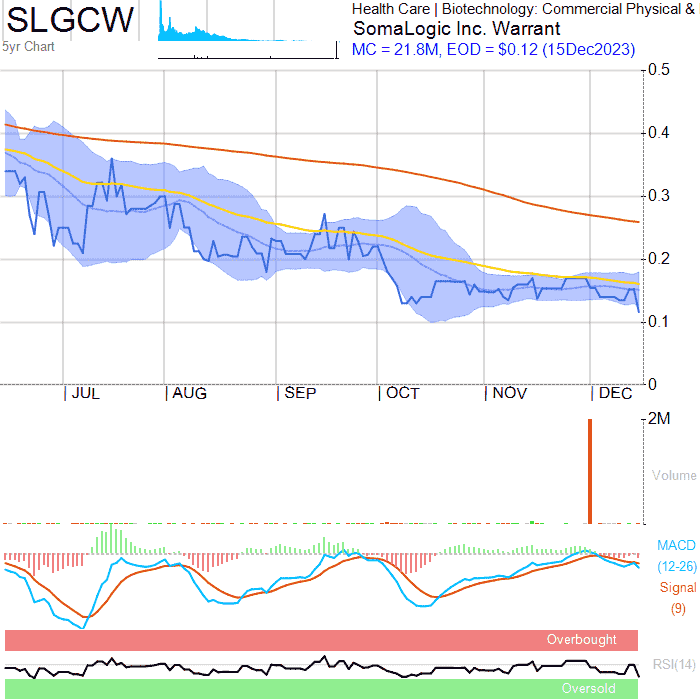 SLGCW
5yr Chart
Health Care | Biotechnology: Commercial Physical &
SomaLogic Inc. Warrant
MC = 21.8M, EOD = $0.12 (15Dec2023)
0.5
0.4
0.3
0.2
0.1
0
JUL AUG SEP OCT NOV DEC
2M
Volume
MACD
(12-26)
Signal
(9)
Overbought
RSI(14)
Oversold